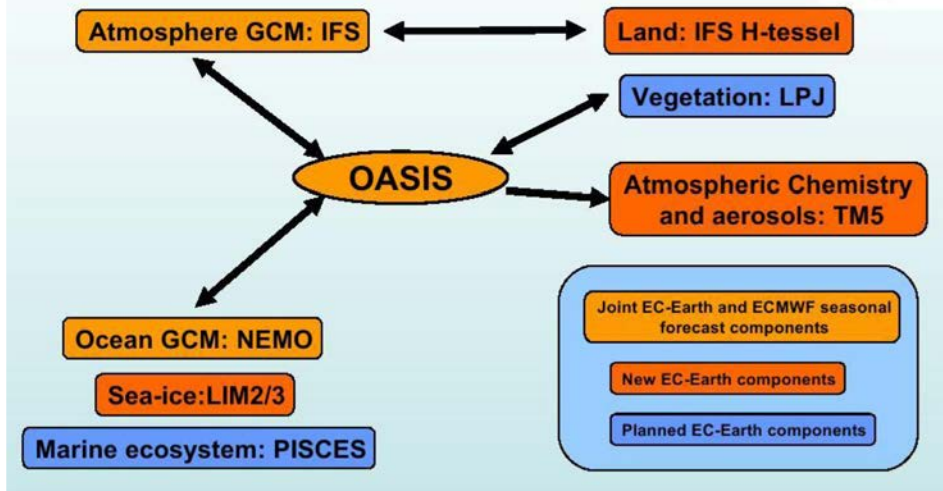 Atmosphere GCM: IFS
Land: IFS H-tessel
Vegetation: LPJ
OASIS
Atmospheric Chemistry
and aerosols: TM5
Ocean GCM: NEMO
Sea-ice:LIM2/3
Marine ecosystem: PISCES
Joint EC-Earth and ECMWF seasonal
forecast components
New EC-Earth components
Planned EC-Earth components